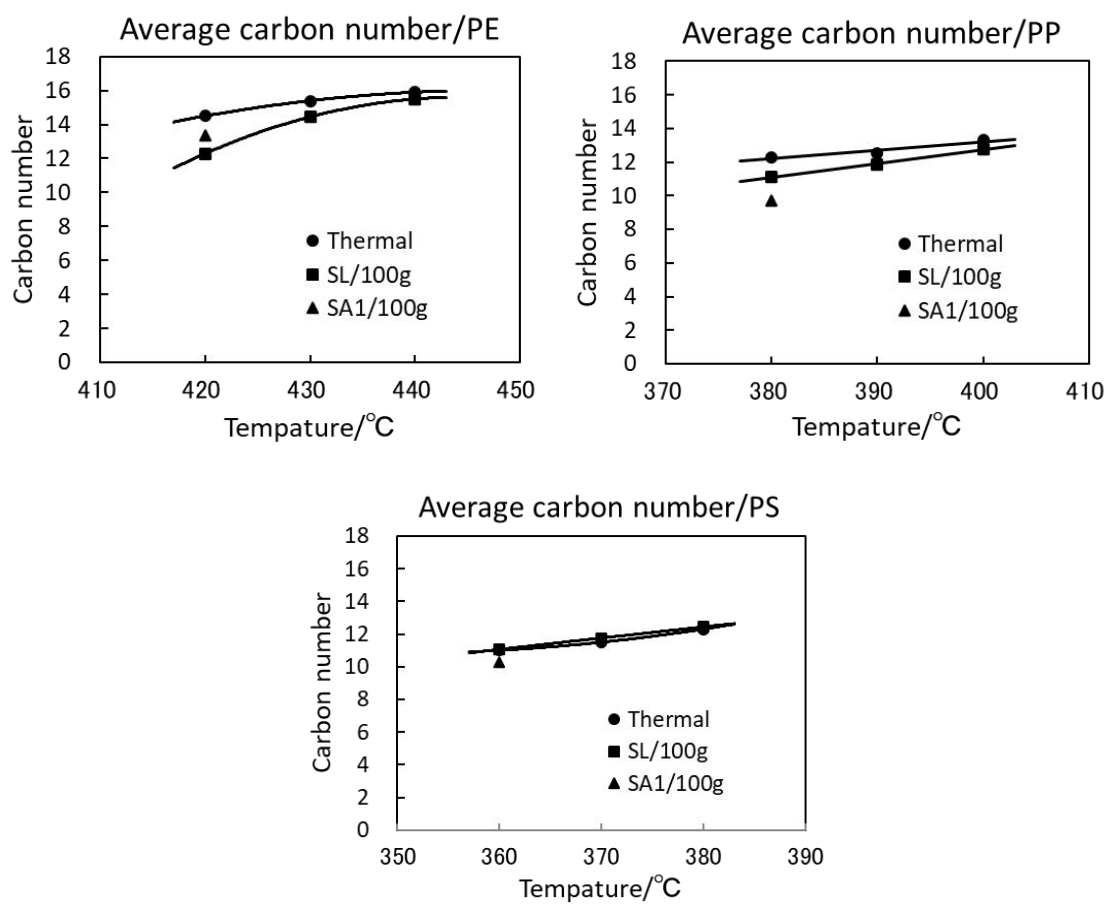 Average carbon number/PE
18
16
14
12
10
8
6
4
2
0
Carbon number
Thermal
SL/100g
SA1/100g
410 420 430 440 450
Tempature/°C
Average carbon number/PP
18
16
14
12
10
8
6
4
2
0
Carbon number
Thermal
SL/100g
SA1/100g
370 380 390 400 410
Tempature/°C
Average carbon number/PS
18
16
14
12
10
8
6
4
2
0
Carbon number
Thermal
SL/100g
SA1/100g
350 360 370 380 390
Tempature/°C